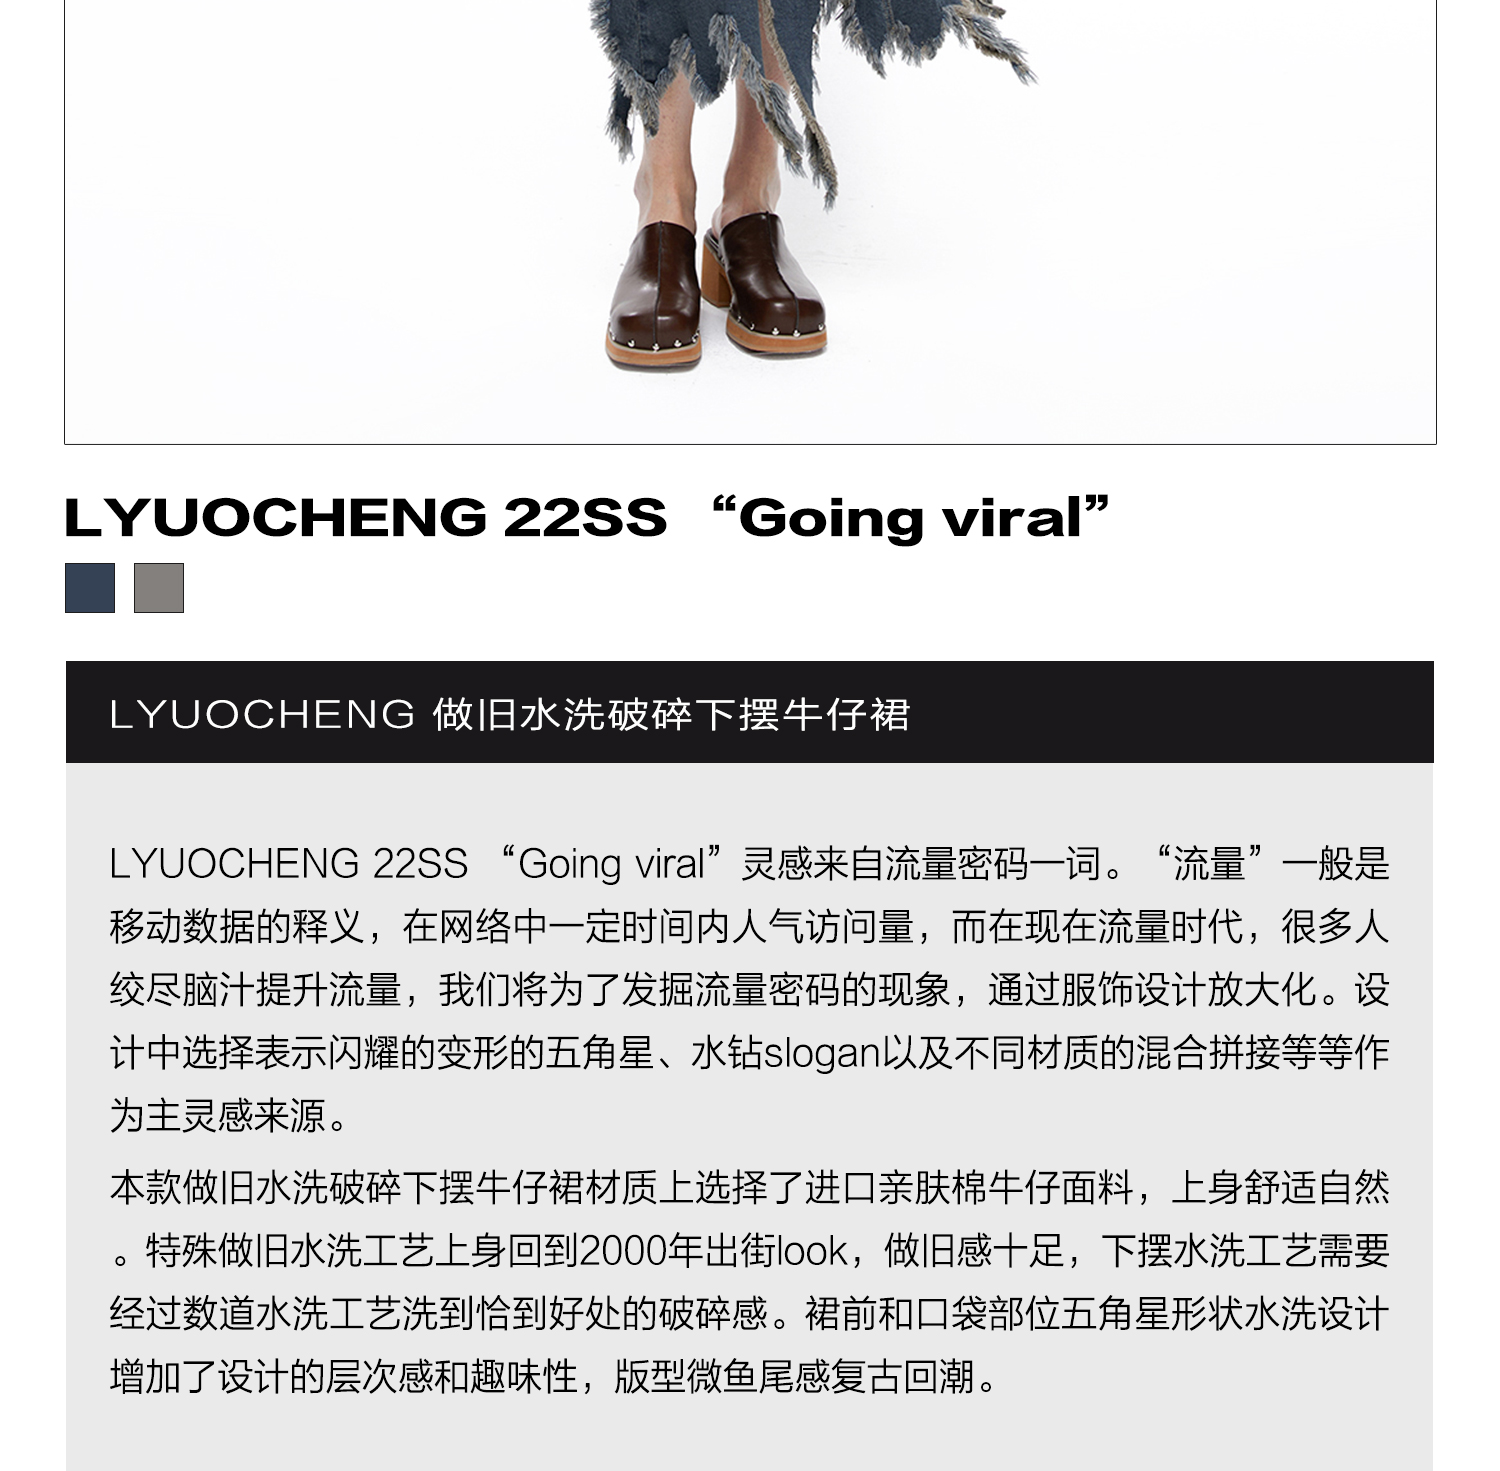 LYUOCHENG 22SS “Going viral”
LYUOCHENG 做旧水洗破碎下摆牛仔裙
LYUOCHENG 22SS “Going viral”灵感来自流量密码一词。“流量”一般是
移动数据的释义，在网络中一定时间内人气访问量，而在现在流量时代，很多人
绞尽脑汁提升流量，我们将为了发掘流量密码的现象，通过服饰设计放大化。设
计中选择表示闪耀的变形的五角星、水钻slogan以及不同材质的混合拼接等等作
为主灵感来源。
本款做旧水洗破碎下摆牛仔裙材质上选择了进口亲肤棉牛仔面料，上身舒适自然
。特殊做旧水洗工艺上身回到2000年出街look，做旧感十足，下摆水洗工艺需要
经过数道水洗工艺洗到恰到好处的破碎感。裙前和口袋部位五角星形状水洗设计
增加了设计的层次感和趣味性，版型微鱼尾感复古回潮。